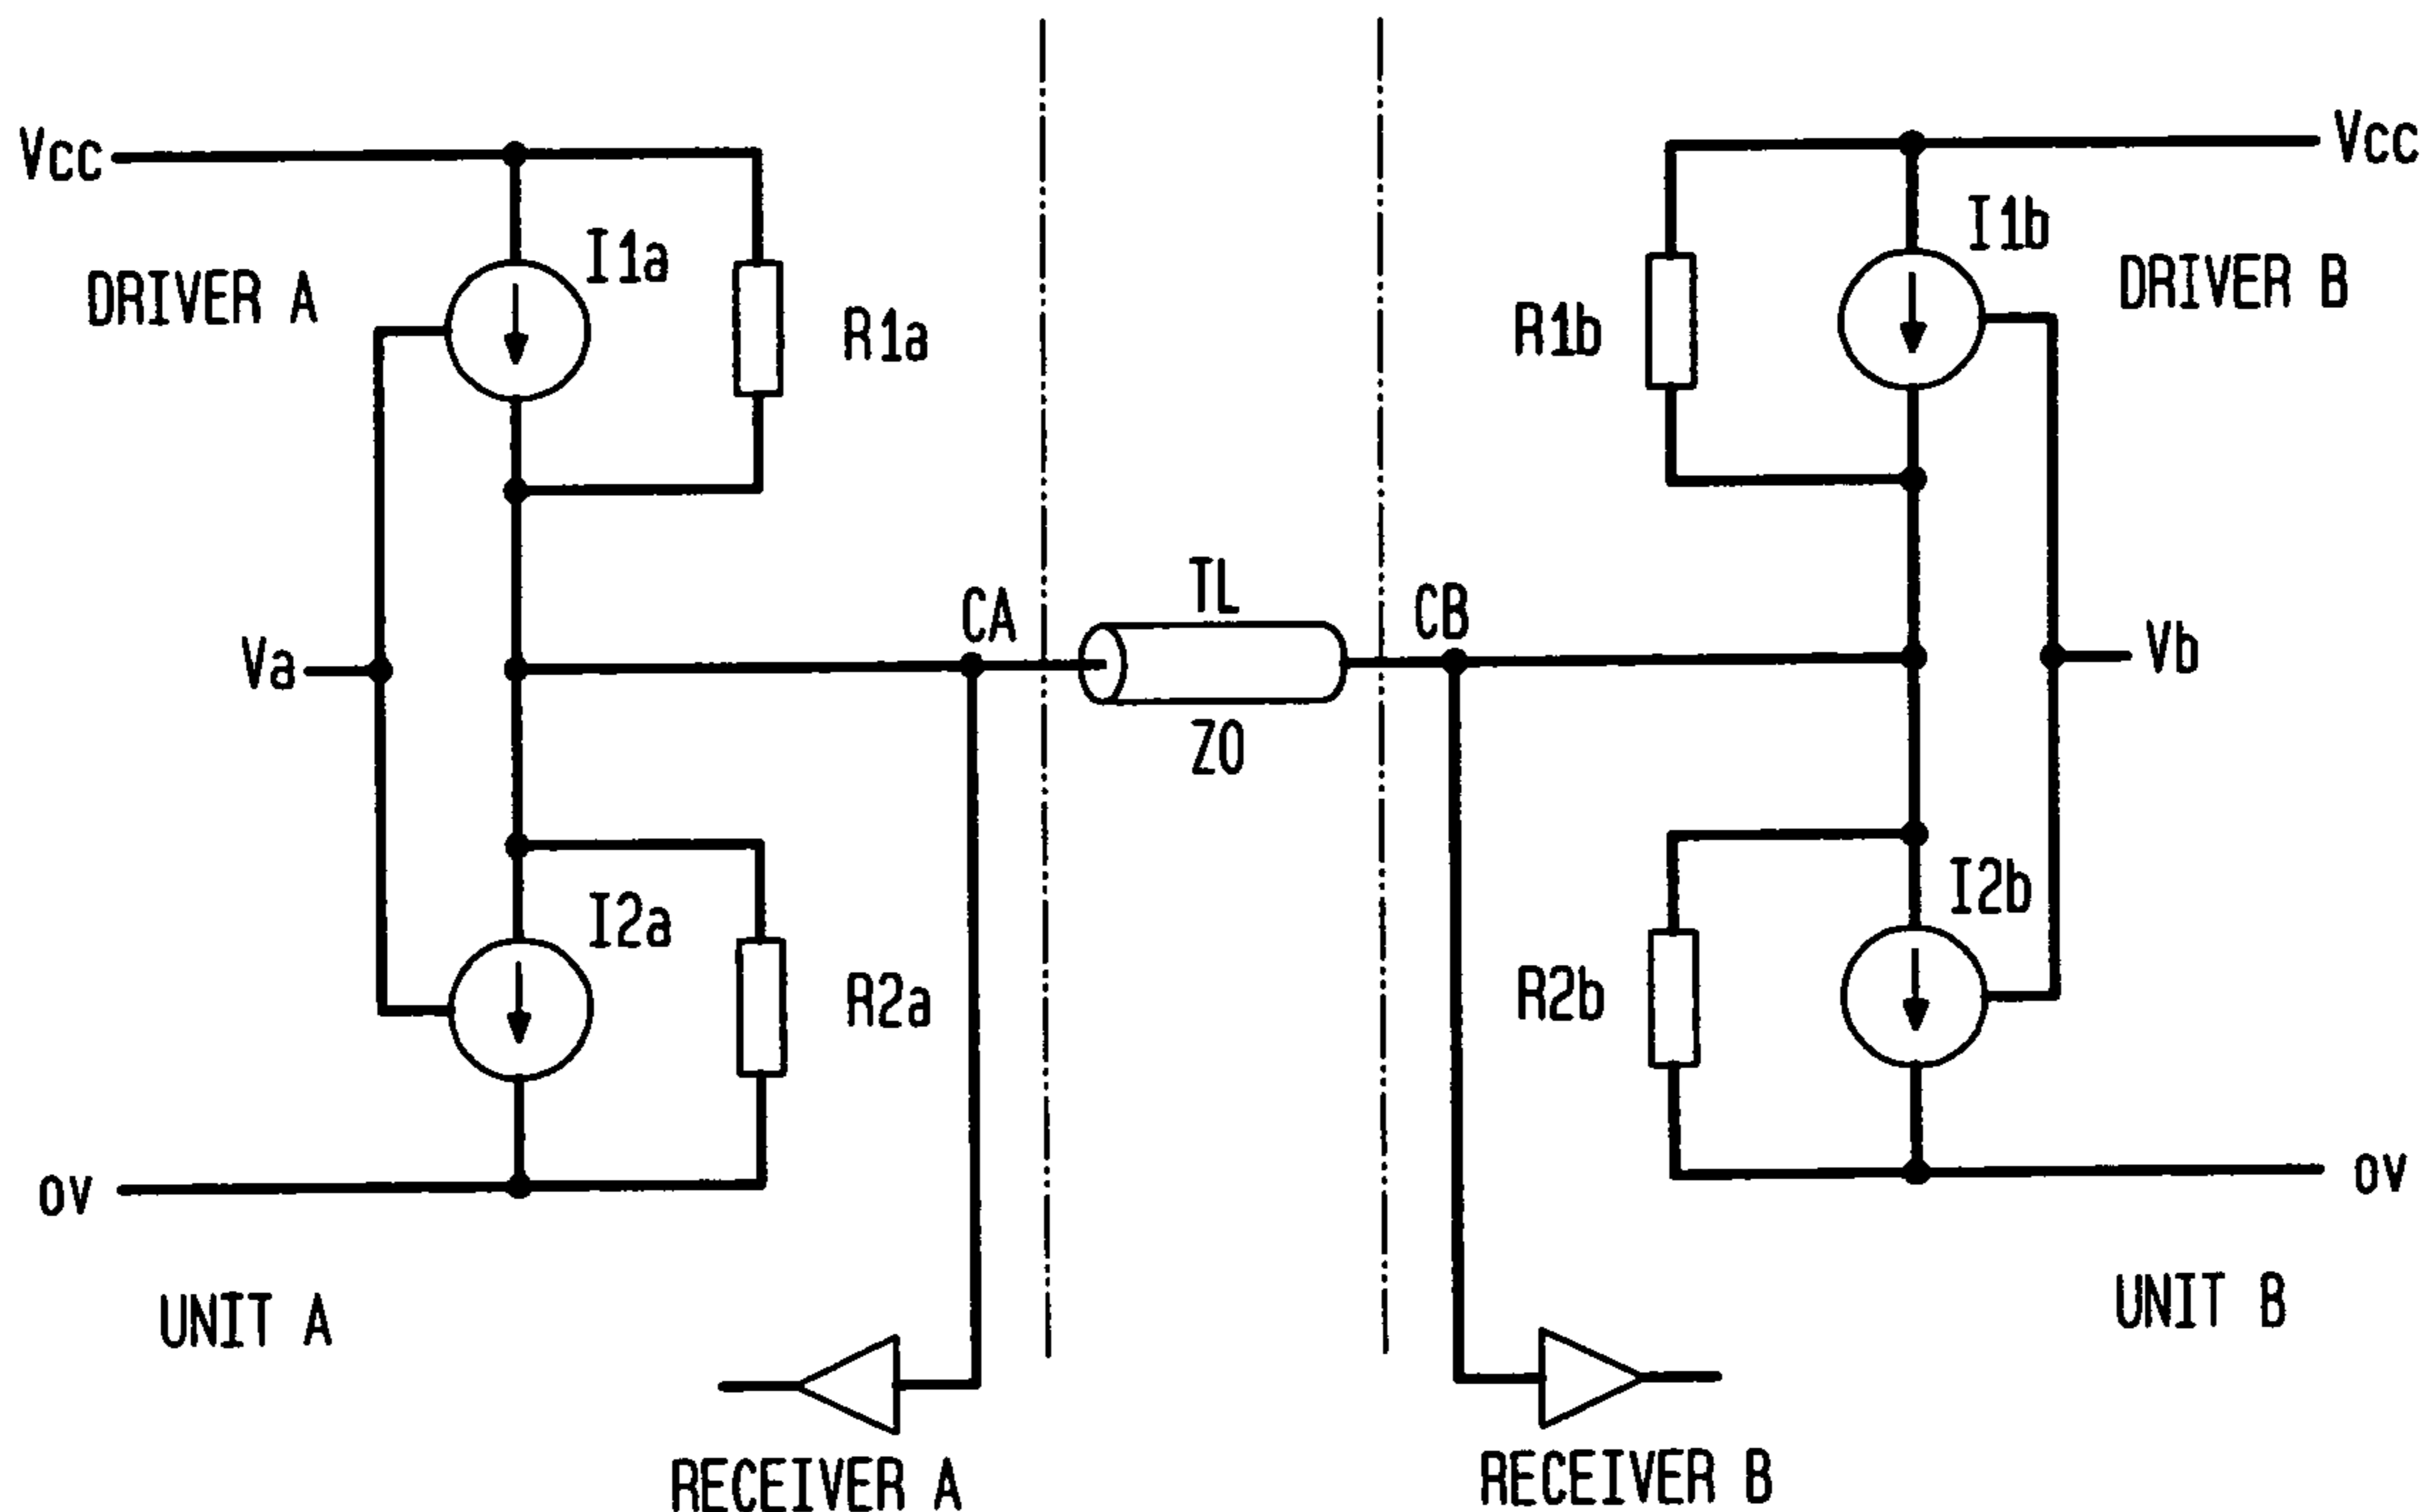 Vcc
Vcc
I1a
I1b
DRIVER A
DRIVER B
R1a
R1b
TL
CA
CB
Va
Vb
Z0
I2a
I2b
R2a
R2b
0V
0V
UNIT A
UNIT B
RECEIVER A
RECEIVER B